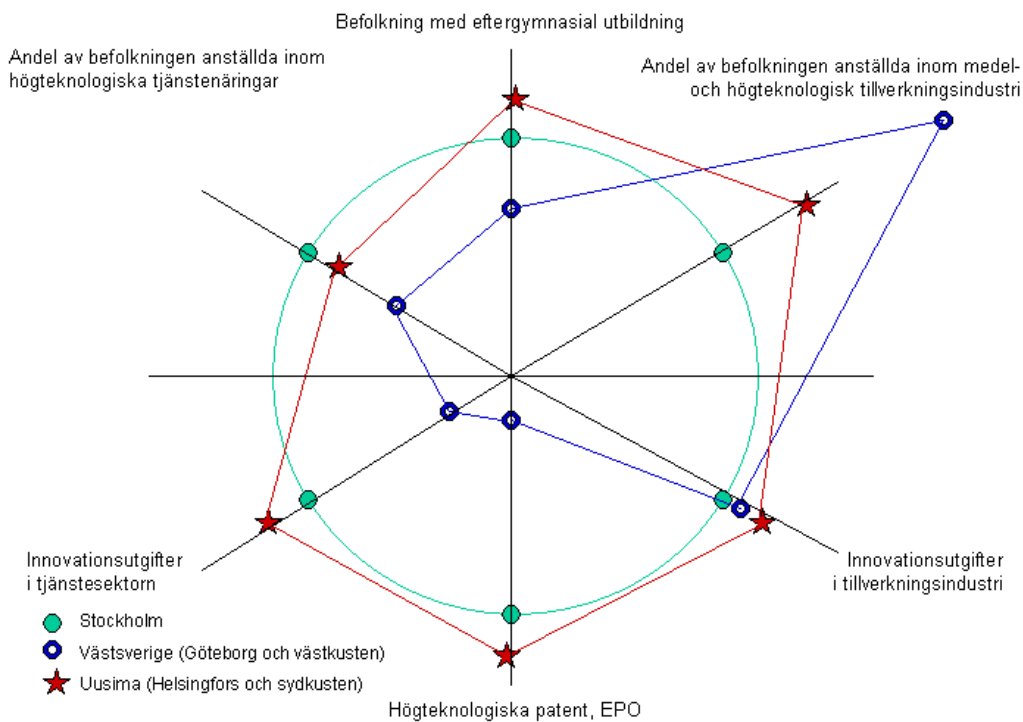 Befolkning med eftergymnasial utbildning
Andel av befolkningen anställda inom
högteknologiska tjänstenäringar
Andel av befolkningen anställda inom medel-
och högteknologisk tillverkningsindustri
Innovationsutgifter
i tjänstesektorn
Innovationsutgifter
i tillverkningsindustri
Stockholm
Västsverige (Göteborg och västkusten)
Uusima (Helsingfors och sydkusten)
Högteknologiska patent, EPO